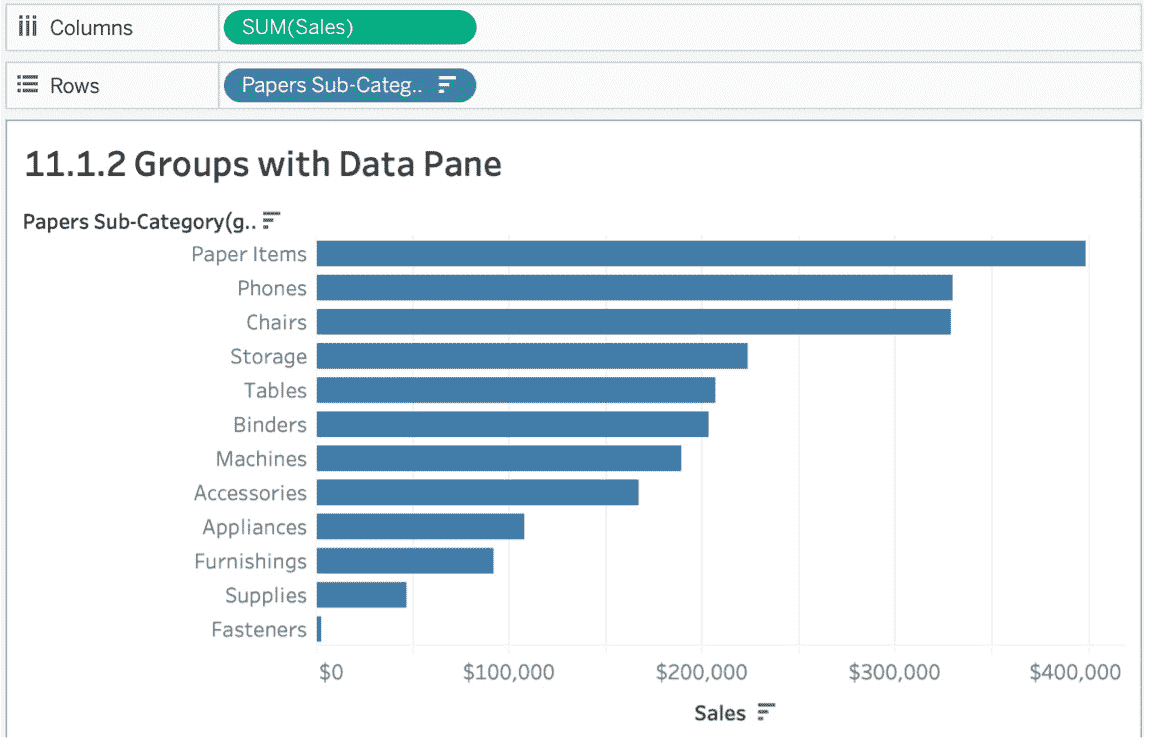 Columns SUM(Sales)
Rows Papers Sub-Categ..
11.1.2 Groups with Data Pane
Papers Sub-Category(g..
Paper Items
Phones
Chairs
Storage
Tables
Binders
Machines
Accessories
Appliances
Furnishings
Supplies
Fasteners
$0 $100,000 $200,000 $300,000 $400,000
Sales